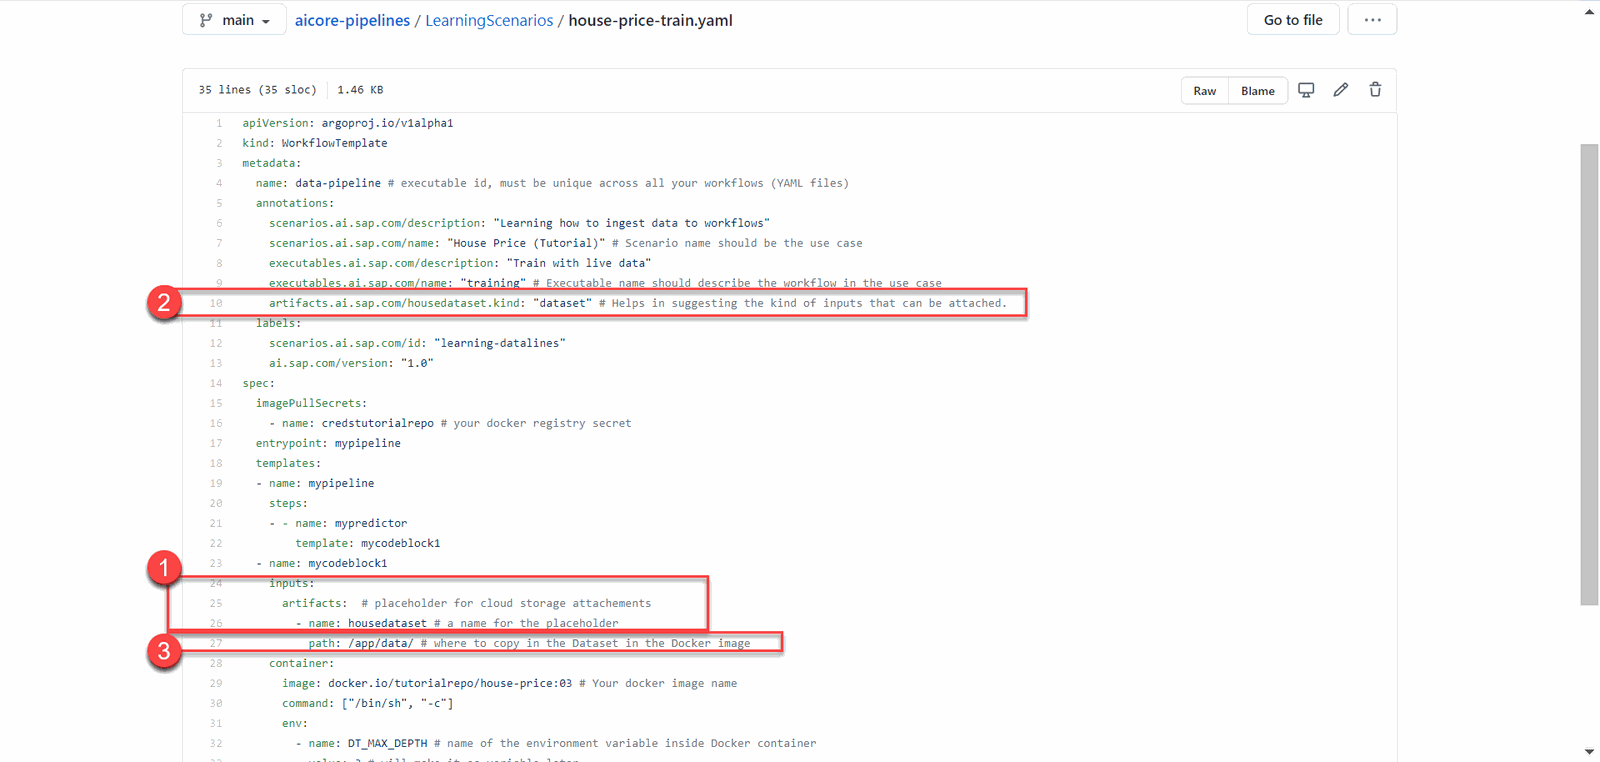 main
aicore-pipelines / LearningScenarios / house-price-train.yaml
Go to file
...
35 lines (35 sloc) 1.46 KB
Raw Blame
1 apiVersion: argoproj.io/v1alpha1
2 kind: WorkflowTemplate
3 metadata:
4 name: data-pipeline # executable id, must be unique across all your workflows (YAML files)
5 annotations:
6 scenarios.ai.sap.com/description: "Learning how to ingest data to workflows"
7 scenarios.ai.sap.com/name: "House Price (Tutorial)" # Scenario name should be the use case
8 executables.ai.sap.com/description: "Train with live data"
9 executables.ai.sap.com/name: "training" # Executable name should describe the workflow in the use case
2
10 artifacts.ai.sap.com/housedataset.kind: "dataset" # Helps in suggesting the kind of inputs that can be attached.
11 labels:
12 scenarios.ai.sap.com/id: "learning-datalines"
13 ai.sap.com/version: "1.0"
14 spec:
15 imagePullSecrets:
16 - name: credstutorialrepo # your docker registry secret
17 entrypoint: mypipeline
18 templates:
19 - name: mypipeline
20 steps:
21 - - name: mypredictor
22 template: mycodeblock1
23 - name: mycodeblock1
1
24 inputs:
25 artifacts: # placeholder for cloud storage attachements
26 - name: housedataset # a name for the placeholder
3
27 path: /app/data/ # where to copy in the Dataset in the Docker image
28 container:
29 image: docker.io/tutorialrepo/house-price:03 # Your docker image name
30 command: ["/bin/sh", "-c"]
31 env:
32 - name: DT_MAX_DEPTH # name of the environment variable inside Docker container